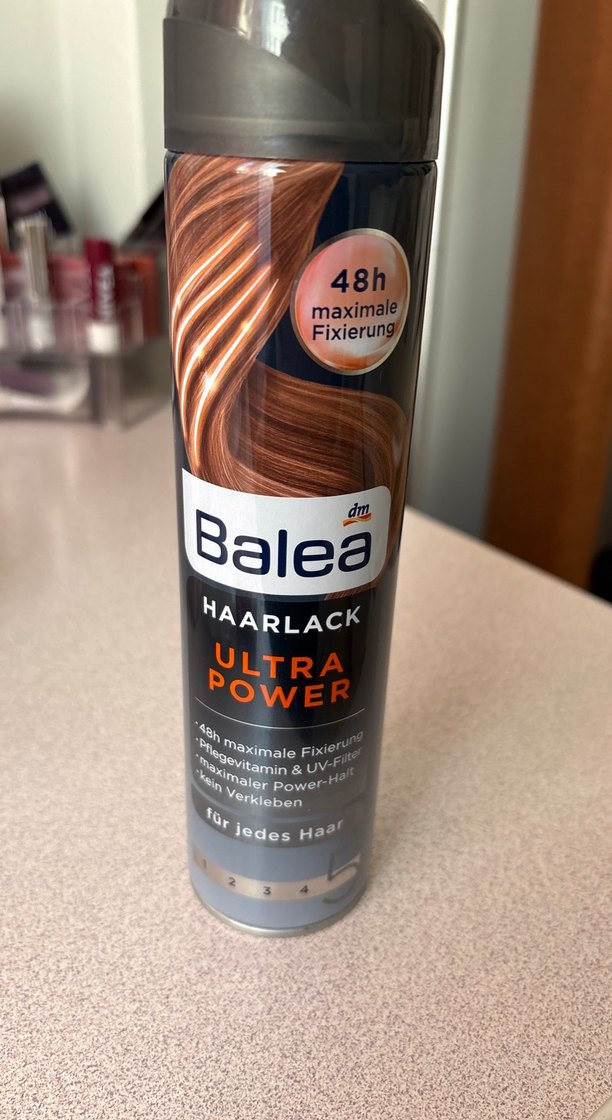 48h
maximale
Fixierung
dm
Balea
HAARLACK
ULTRA
POWER
· 48h maximale Fixierung
· Pflegevitamin & UV-Filter
· maximaler Power-Halt
· kein Verkleben
für jedes Haar
1 2 3 4 5